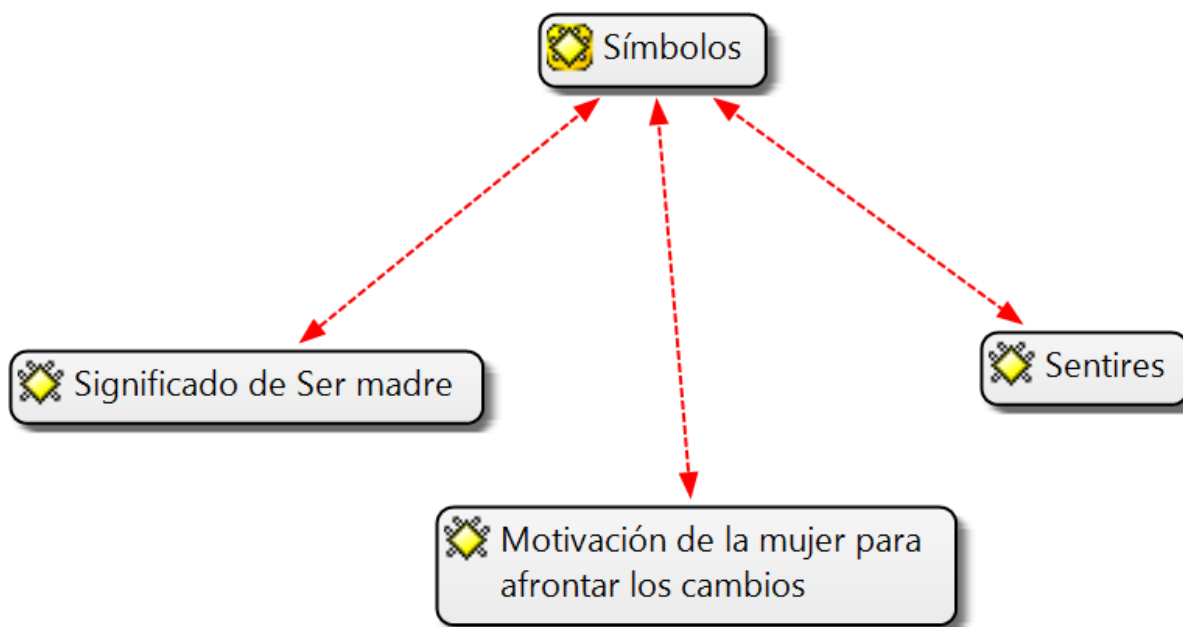 Símbolos
Significado de Ser madre
Sentires
Motivación de la mujer para
afrontar los cambios